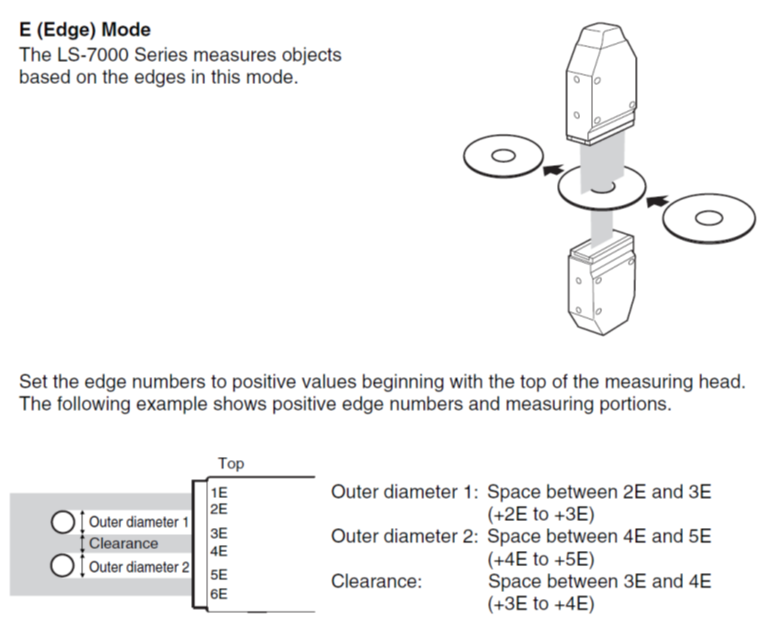 E (Edge) Mode
The LS-7000 Series measures objects
based on the edges in this mode.
Set the edge numbers to positive values beginning with the top of the measuring head.
The following example shows positive edge numbers and measuring portions.
Top
1E
2E
3E
4E
5E
6E
Outer diameter 1
Clearance
Outer diameter 2
Outer diameter 1: Space between 2E and 3E
(+2E to +3E)
Outer diameter 2: Space between 4E and 5E
(+4E to +5E)
Clearance: Space between 3E and 4E
(+3E to +4E)